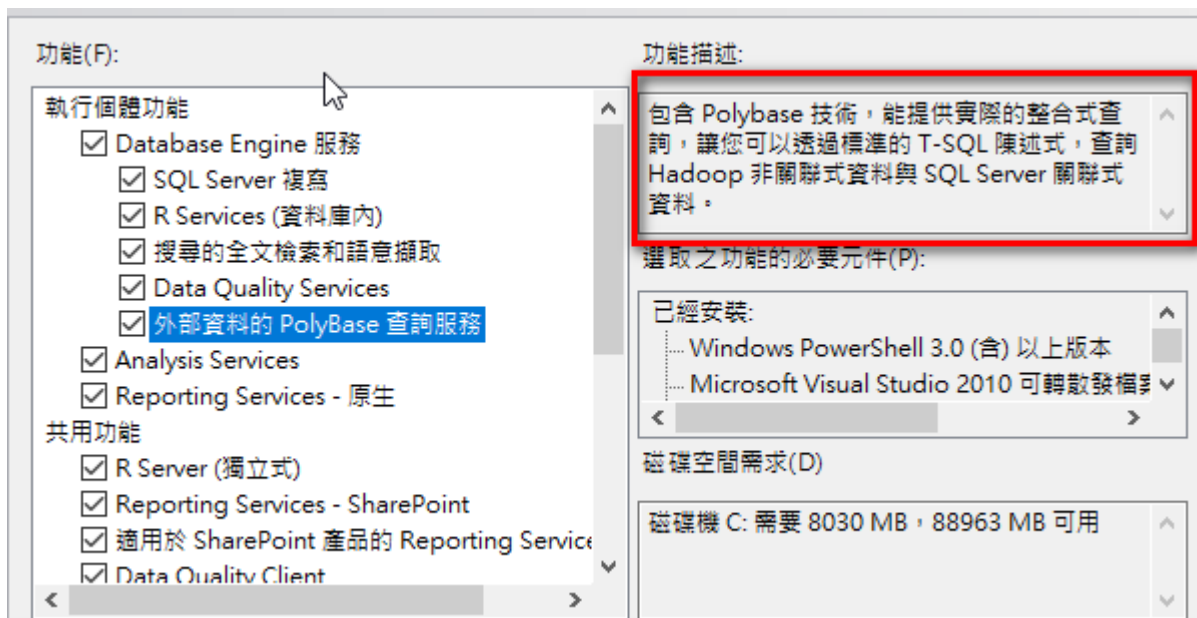 功能(F):
執行個體功能
Database Engine 服務
SQL Server 複寫
R Services (資料庫內)
搜尋的全文檢索和語意擷取
Data Quality Services
外部資料的 PolyBase 查詢服務
Analysis Services
Reporting Services - 原生
共用功能
R Server (獨立式)
Reporting Services - SharePoint
適用於 SharePoint 產品的 Reporting Service
Data Quality Client
功能描述:
包含 Polybase 技術，能提供實際的整合式查
詢，讓您可以透過標準的 T-SQL 陳述式，查詢
Hadoop 非關聯式資料與 SQL Server 關聯式
資料。
選取之功能的必要元件(P):
已經安裝:
Windows PowerShell 3.0 (含) 以上版本
Microsoft Visual Studio 2010 可轉散發檔案
磁碟空間需求(D)
磁碟機 C: 需要 8030 MB，88963 MB 可用